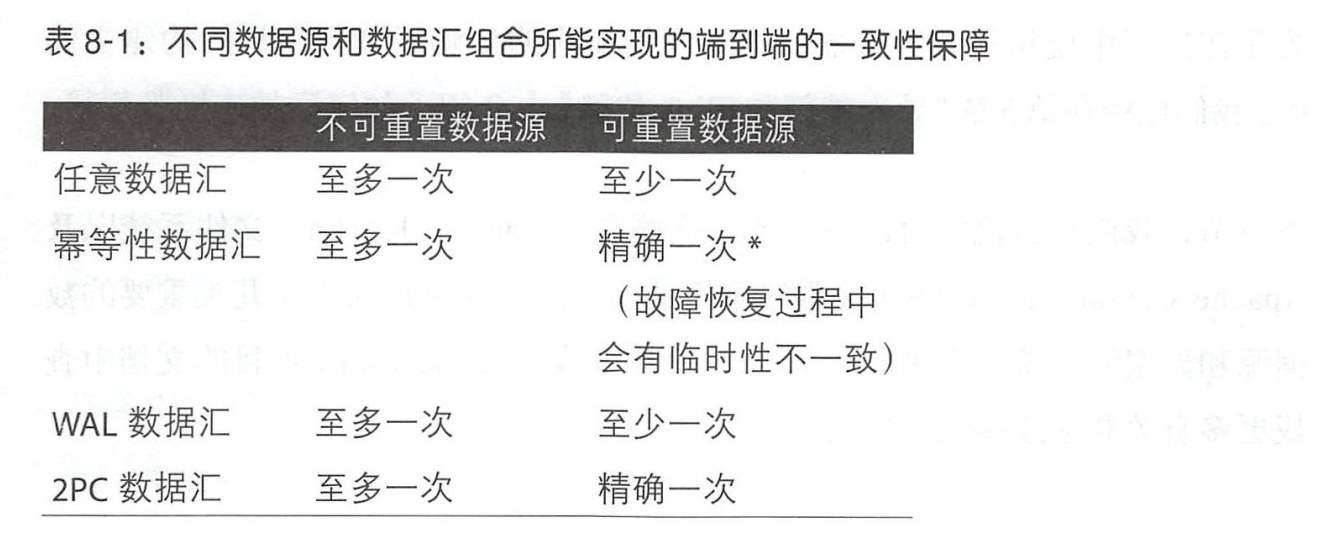 表 8-1：不同数据源和数据汇组合所能实现的端到端的一致性保障
不可重置数据源 可重置数据源
任意数据汇 至多一次 至少一次
幂等性数据汇 至多一次 精确一次 *
（故障恢复过程中
会有临时性不一致）
WAL 数据汇 至多一次 至少一次
2PC 数据汇 至多一次 精确一次